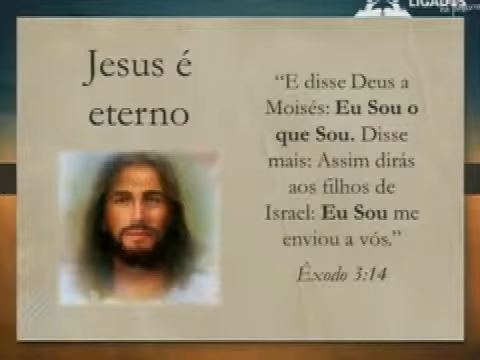 LIGADOS
Jesus é
eterno
“E disse Deus a
Moisés: Eu Sou o
que Sou. Disse
mais: Assim dirás
aos filhos de
Israel: Eu Sou me
enviou a vós.”
Êxodo 3:14